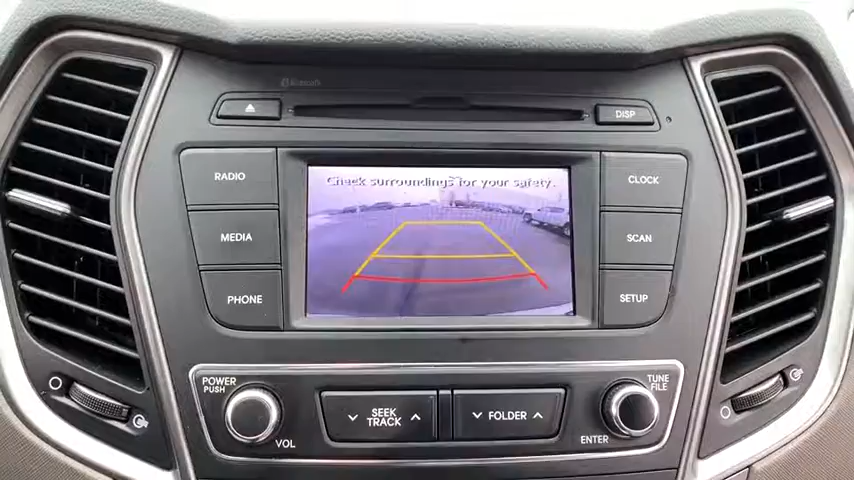 Bluetooth
DISP
RADIO
CLOCK
Check surroundings for your safety.
MEDIA
SCAN
PHONE
SETUP
POWER
PUSH
VOL
SEEK
TRACK
FOLDER
TUNE
FILE
ENTER